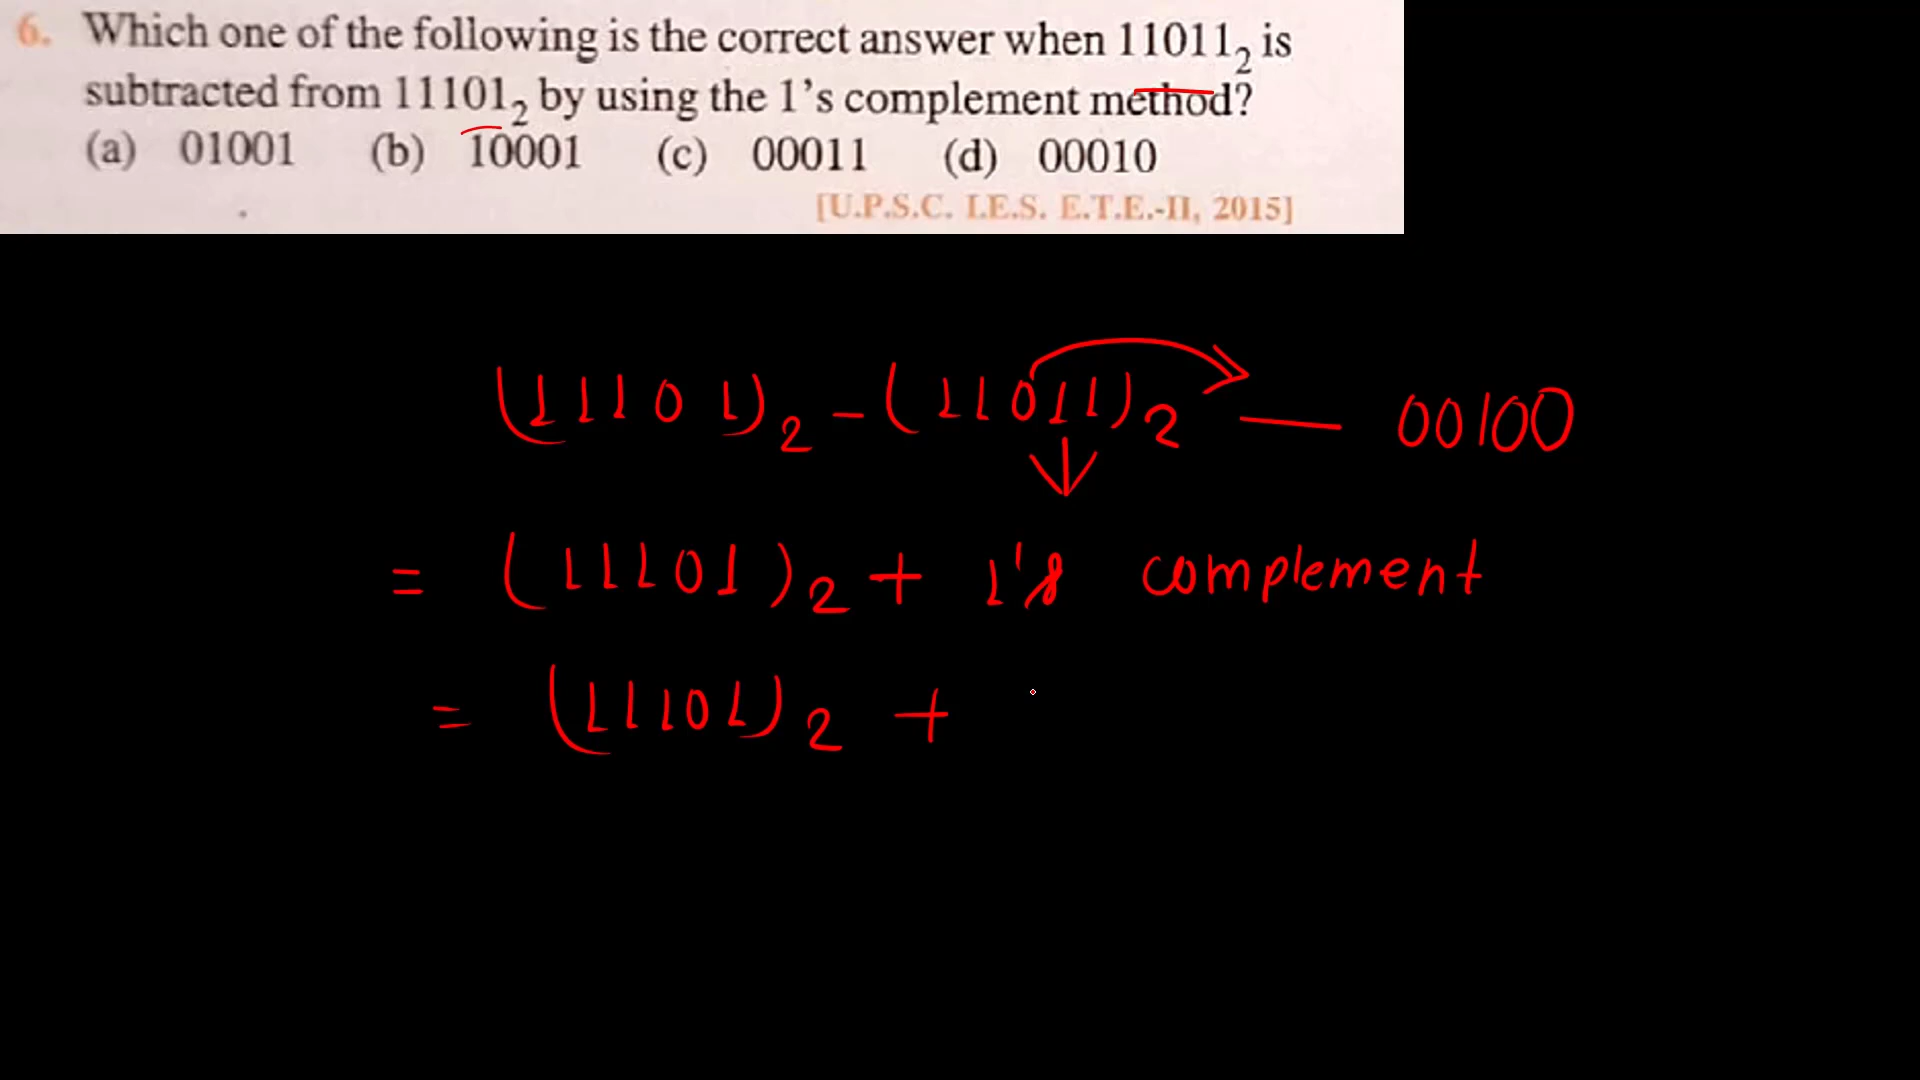 6. Which one of the following is the correct answer when 11011₂ is
subtracted from 11101₂ by using the 1's complement method?
(a) 01001 (b) 10001 (c) 00011 (d) 00010
[U.P.S.C. I.E.S. E.T.E.-II, 2015]
(11101)₂ - (11011)₂ — 00100
= (11101)₂ + 1's complement
= (11101)₂ +